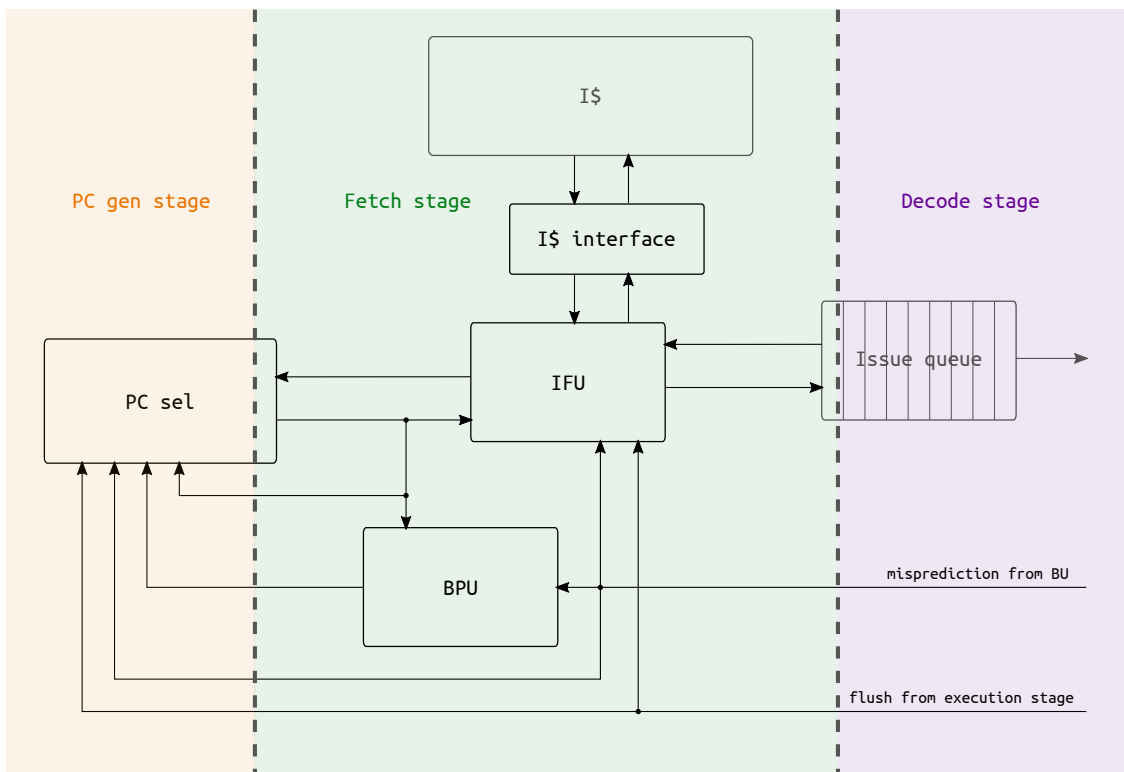 I$
PC gen stage
Fetch stage
Decode stage
I$ interface
Issue queue
IFU
PC sel
BPU
misprediction from BU
flush from execution stage